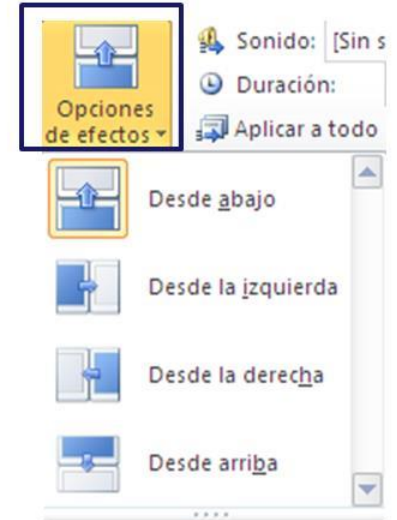 Sonido: [Sin s
Duración:
Opciones
de efectos
Aplicar a todo
Desde abajo
Desde la izquierda
Desde la derecha
Desde arriba